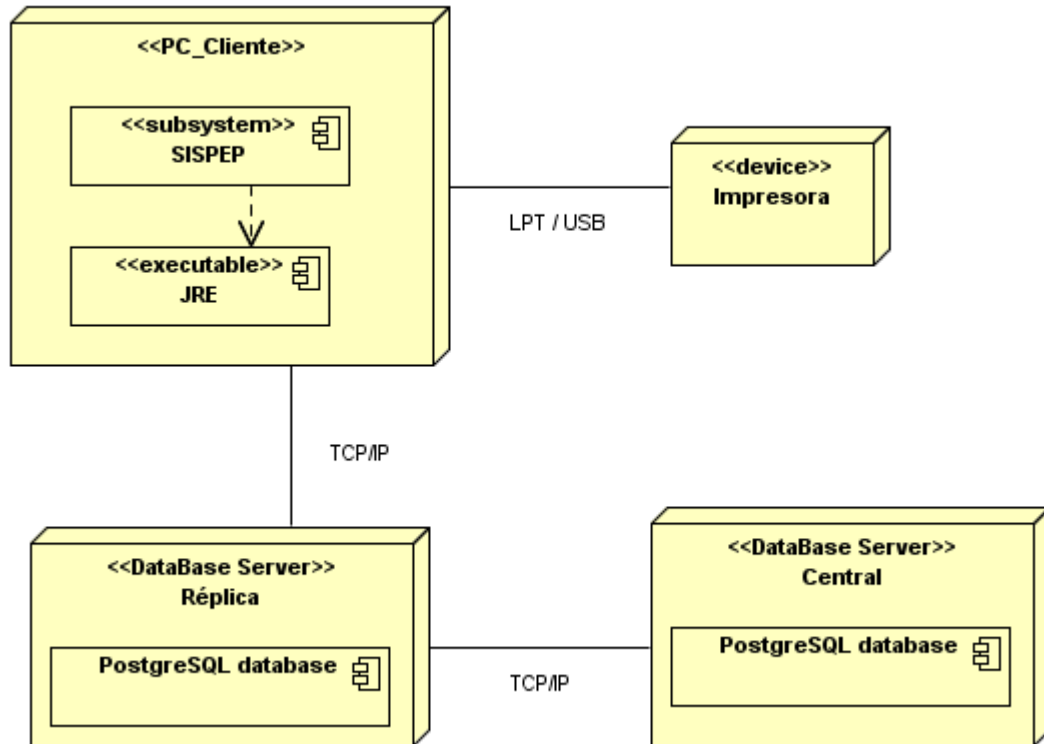 <<PC_Cliente>>
<<subsystem>>
SISPEP
<<executable>>
JRE
<<device>>
Impresora
LPT / USB
TCP/IP
<<DataBase Server>>
Réplica
PostgreSQL database
TCP/IP
<<DataBase Server>>
Central
PostgreSQL database